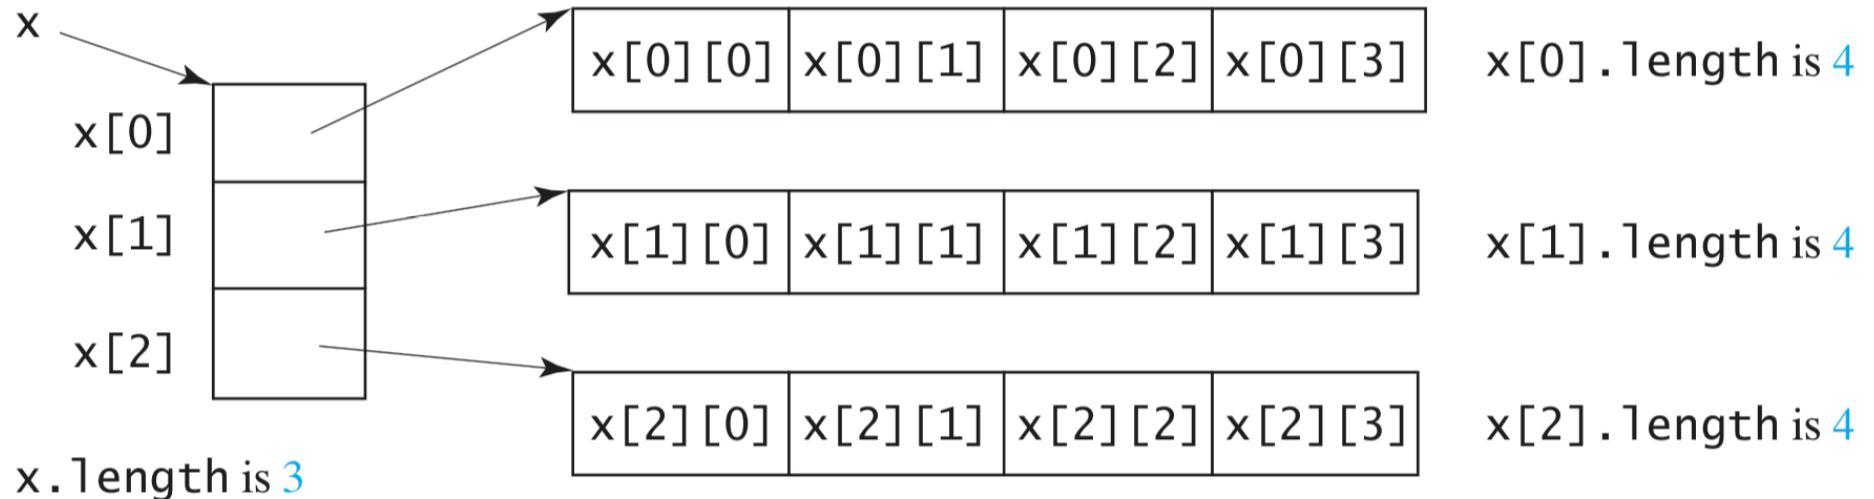 x
x[0][0] x[0][1] x[0][2] x[0][3] x[0].length is 4
x[0]
x[1]
x[1][0] x[1][1] x[1][2] x[1][3] x[1].length is 4
x[2]
x[2][0] x[2][1] x[2][2] x[2][3] x[2].length is 4
x.length is 3